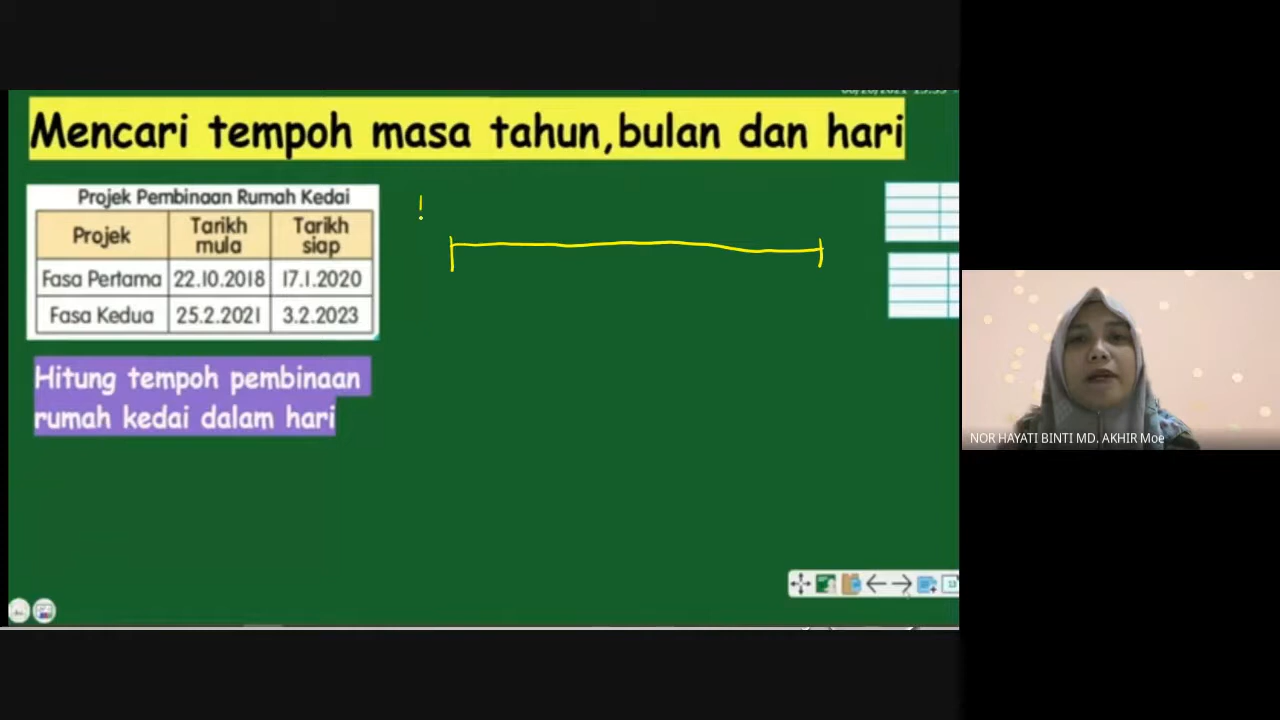 Mencari tempoh masa tahun,bulan dan hari
Projek Pembinaan Rumah Kedai
Projek Tarikh mula Tarikh siap
Fasa Pertama 22.10.2018 17.1.2020
Fasa Kedua 25.2.2021 3.2.2023
!
Hitung tempoh pembinaan
rumah kedai dalam hari
NOR HAYATI BINTI MD. AKHIR Moe